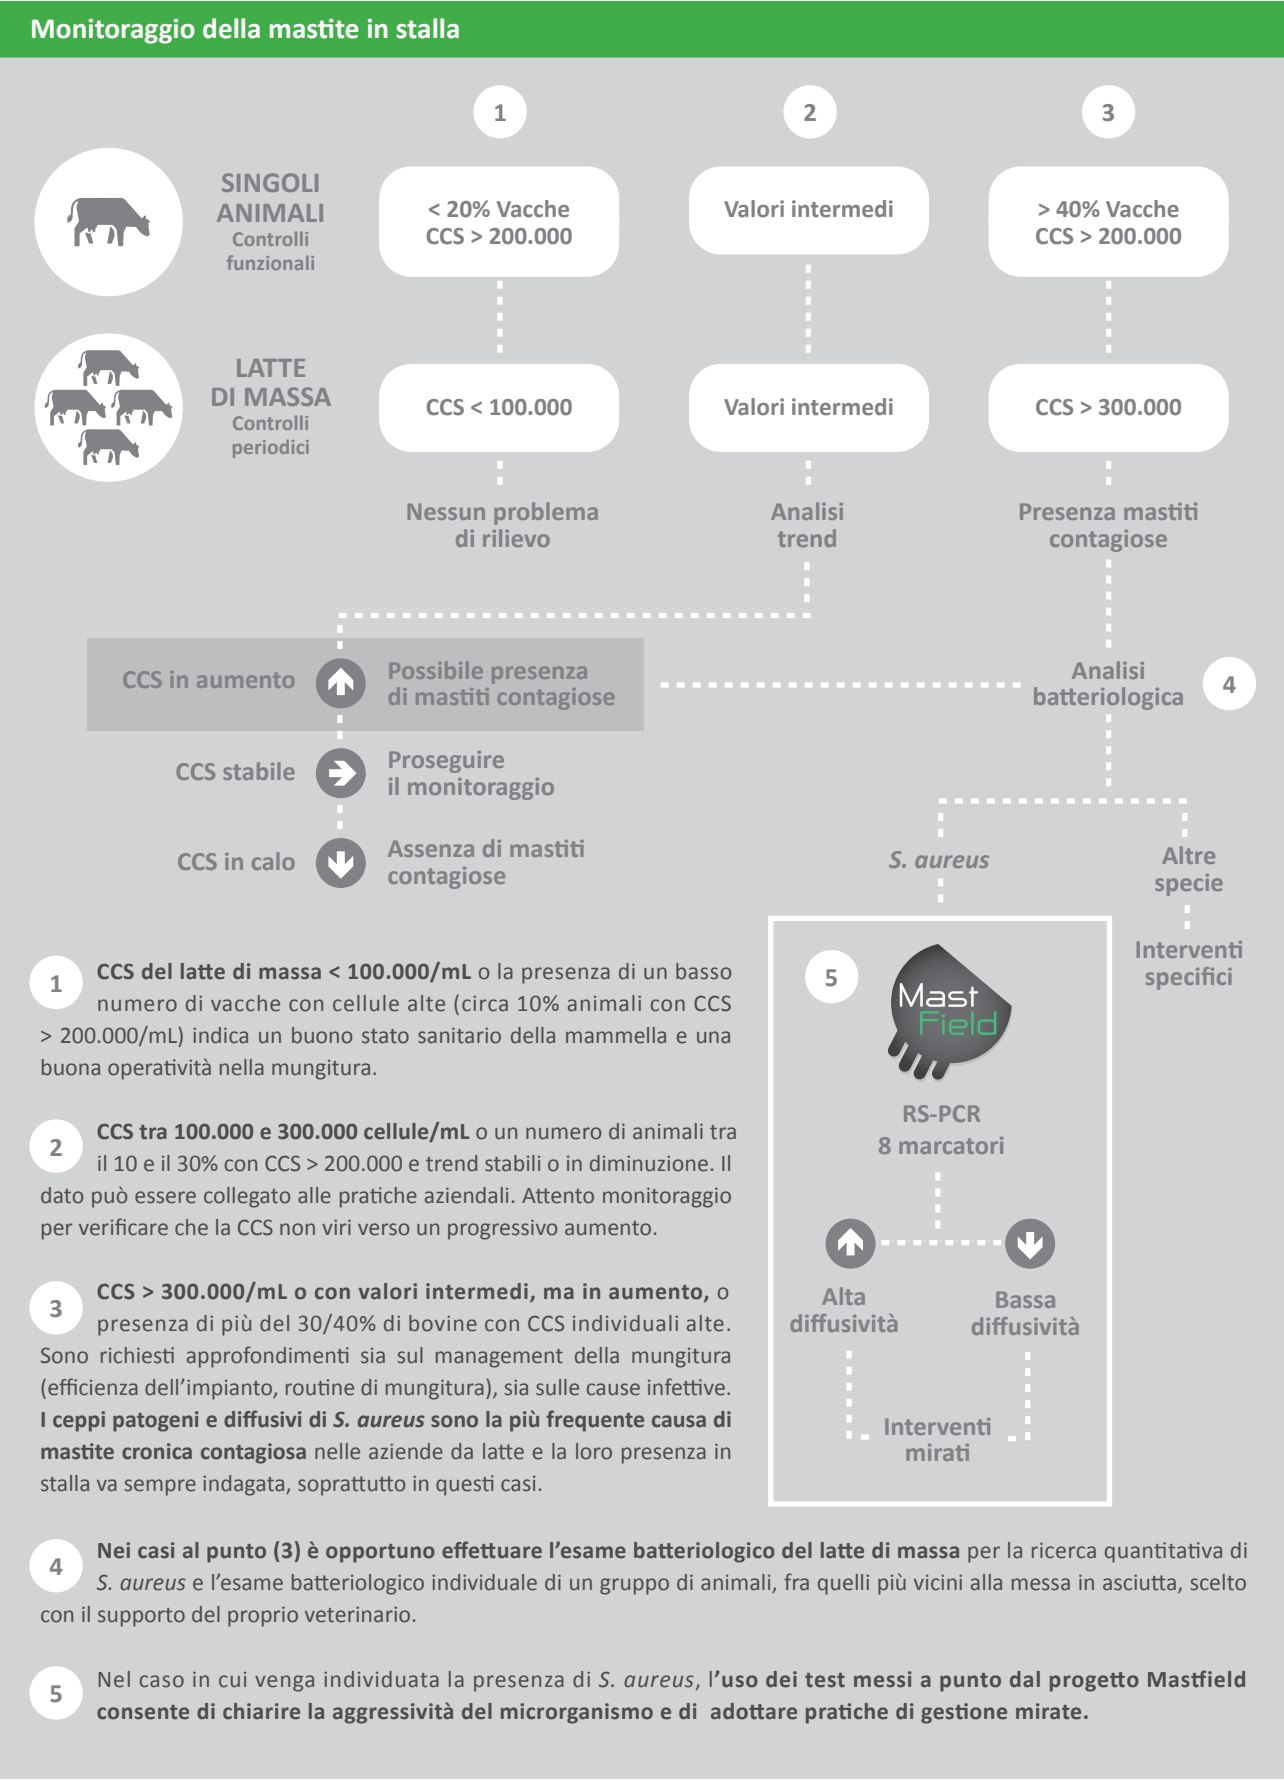 Monitoraggio della mastite in stalla
1
2
3
SINGOLI
ANIMALI
Controlli
funzionali
< 20% Vacche
CCS > 200.000
Valori intermedi
> 40% Vacche
CCS > 200.000
LATTE
DI MASSA
Controlli
periodici
CCS < 100.000
Valori intermedi
CCS > 300.000
Nessun problema
di rilievo
Analisi
trend
Presenza mastiti
contagiose
CCS in aumento
Possibile presenza
di mastiti contagiose
Analisi
batteriologica
4
CCS stabile
Proseguire
il monitoraggio
CCS in calo
Assenza di mastiti
contagiose
S. aureus
Altre
specie
Interventi
specifici
5
Mast
Field
RS-PCR
8 marcatori
Alta
diffusività
Bassa
diffusività
Interventi
mirati
1
CCS del latte di massa < 100.000/mL o la presenza di un basso
numero di vacche con cellule alte (circa 10% animali con CCS
> 200.000/mL) indica un buono stato sanitario della mammella e una
buona operatività nella mungitura.
2
CCS tra 100.000 e 300.000 cellule/mL o un numero di animali tra
il 10 e il 30% con CCS > 200.000 e trend stabili o in diminuzione. Il
dato può essere collegato alle pratiche aziendali. Attento monitoraggio
per verificare che la CCS non viri verso un progressivo aumento.
3
CCS > 300.000/mL o con valori intermedi, ma in aumento, o
presenza di più del 30/40% di bovine con CCS individuali alte.
Sono richiesti approfondimenti sia sul management della mungitura
(efficienza dell'impianto, routine di mungitura), sia sulle cause infettive.
I ceppi patogeni e diffusivi di S. aureus sono la più frequente causa di
mastite cronica contagiosa nelle aziende da latte e la loro presenza in
stalla va sempre indagata, soprattutto in questi casi.
4
Nei casi al punto (3) è opportuno effettuare l'esame batteriologico del latte di massa per la ricerca quantitativa di
S. aureus e l'esame batteriologico individuale di un gruppo di animali, fra quelli più vicini alla messa in asciutta, scelto
con il supporto del proprio veterinario.
5
Nel caso in cui venga individuata la presenza di S. aureus, l'uso dei test messi a punto dal progetto Mastfield
consente di chiarire la aggressività del microrganismo e di  adottare pratiche di gestione mirate.